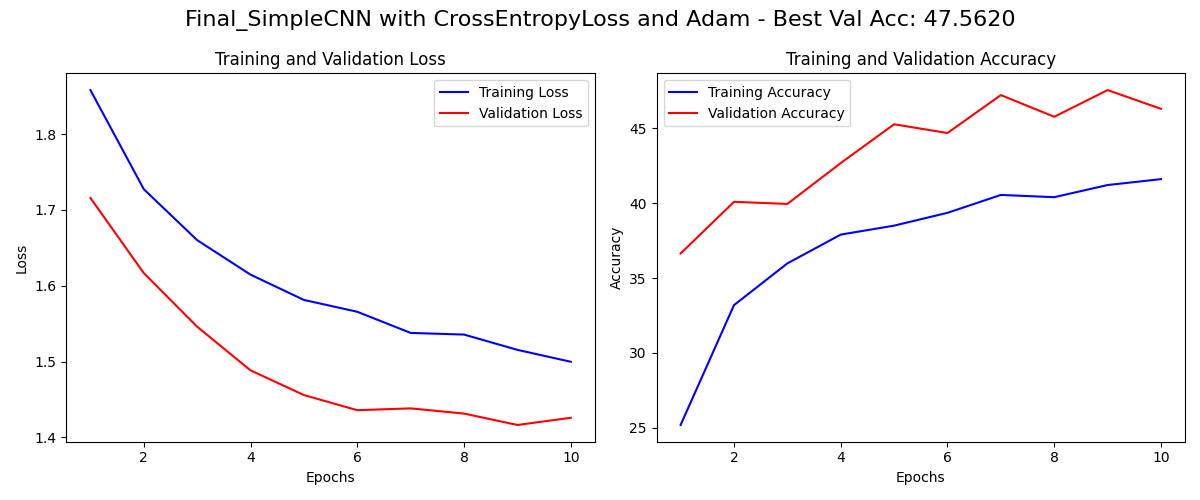 Final_SimpleCNN with CrossEntropyLoss and Adam - Best Val Acc: 47.5620
Training and Validation Loss
Training Loss
Validation Loss
1.8
1.7
1.6
1.5
1.4
Loss
2 4 6 8 10
Epochs
Training and Validation Accuracy
Training Accuracy
Validation Accuracy
45
40
35
30
25
Accuracy
2 4 6 8 10
Epochs